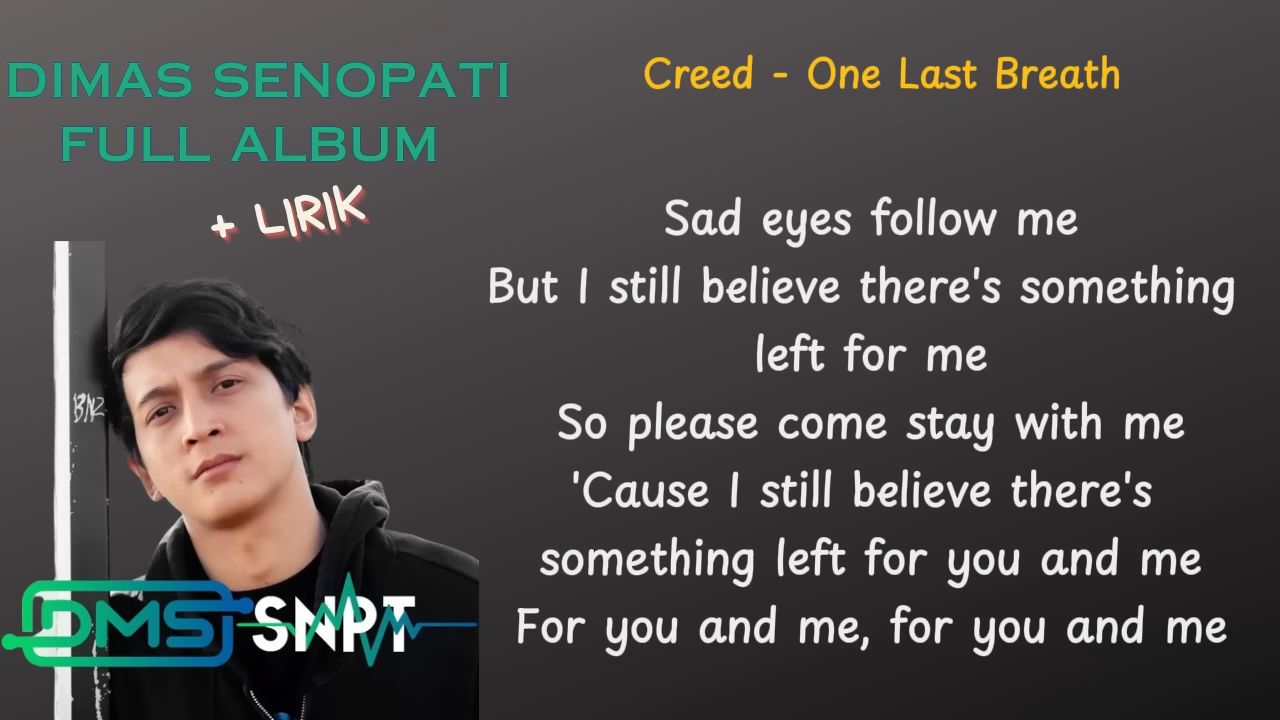 DIMAS SENOPATI
FULL ALBUM
+ LIRIK
Creed - One Last Breath
Sad eyes follow me
But I still believe there's something
left for me
So please come stay with me
'Cause I still believe there's
something left for you and me
For you and me, for you and me
BNZ
DMS SNPT